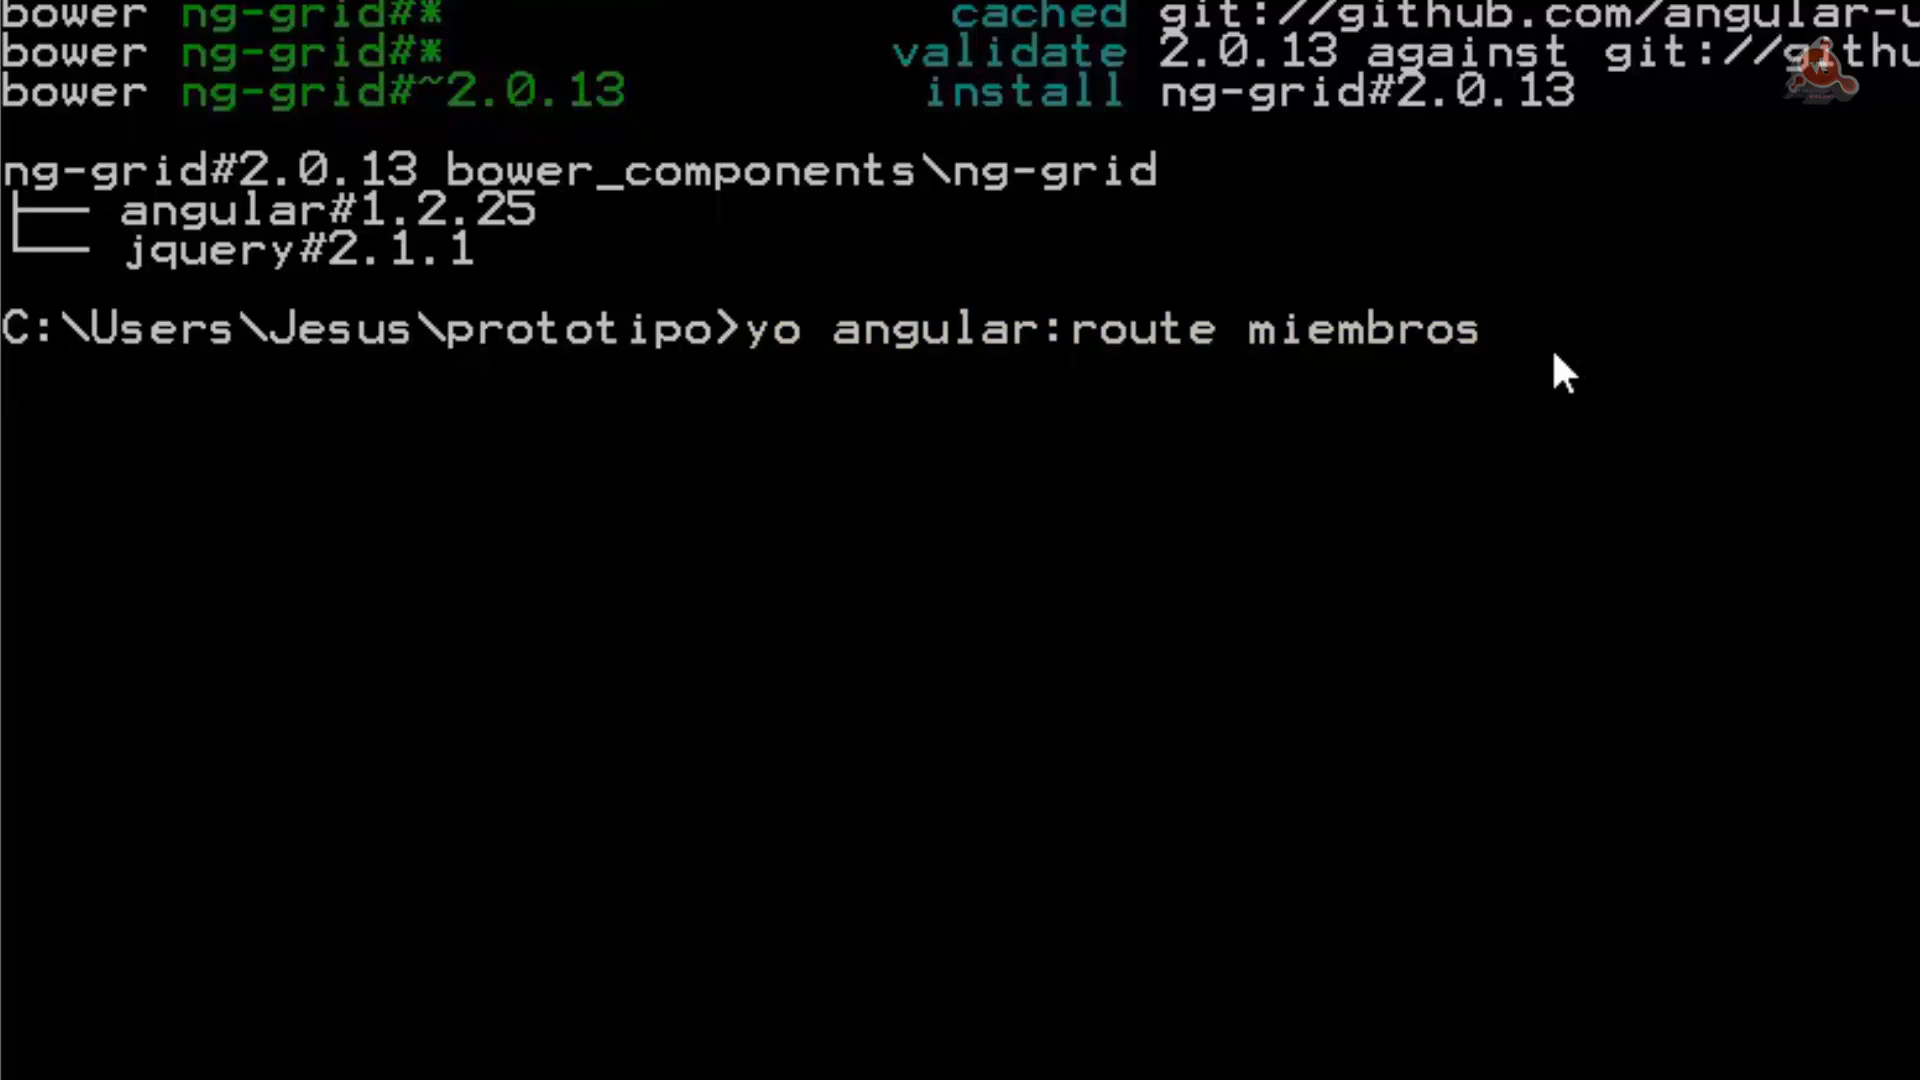 bower ng-grid#* cached git://github.com/angular-u
bower ng-grid#* validate 2.0.13 against git://githu
bower ng-grid#~2.0.13 install ng-grid#2.0.13
ng-grid#2.0.13 bower_components\ng-grid
├── angular#1.2.25
└── jquery#2.1.1
C:\Users\Jesus\prototipo>yo angular:route miembros